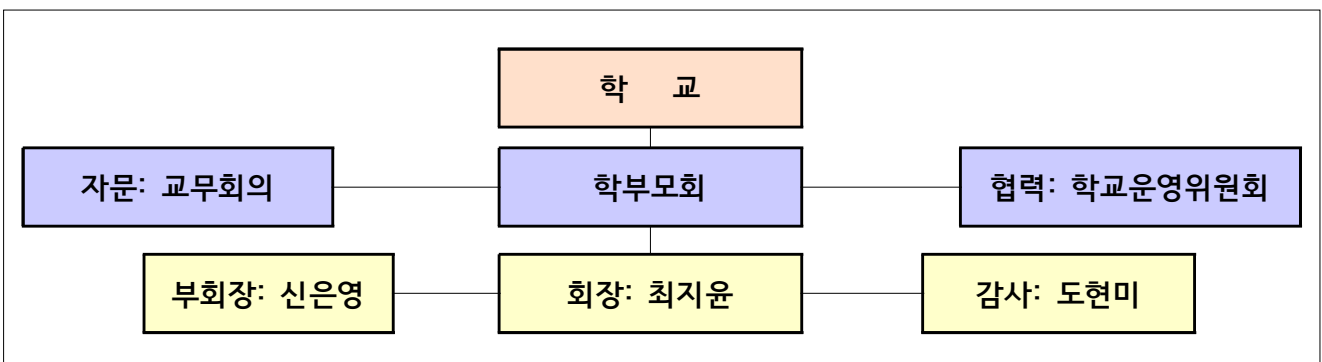 학 교
자문: 교무회의 학부모회 협력: 학교운영위원회
부회장: 신은영 회장: 최지윤 감사: 도현미